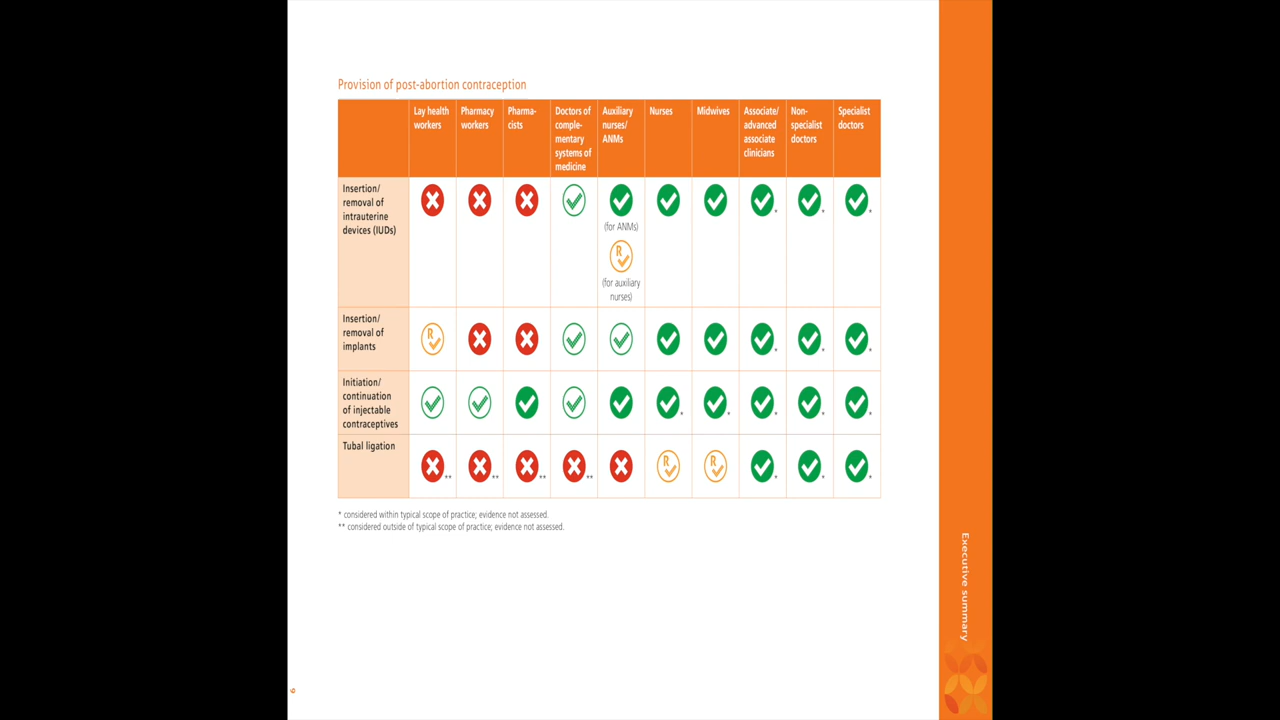 Provision of post-abortion contraception
Lay health
workers
Pharmacy
workers
Pharma-
cists
Doctors of
comple-
mentary
systems of
medicine
Auxiliary
nurses/
ANMs
Nurses
Midwives
Associate/
advanced
associate
clinicians
Non-
specialist
doctors
Specialist
doctors
Insertion/
removal of
intrauterine
devices (IUDs)
*
*
*
(for ANMs)
R
(for auxiliary
nurses)
Insertion/
removal of
implants
R
*
*
*
Initiation/
continuation
of injectable
contraceptives
*
*
*
*
*
Tubal ligation
**
**
**
**
R
R
*
*
*
* considered within typical scope of practice; evidence not assessed.
** considered outside of typical scope of practice; evidence not assessed.
Executive summary
9